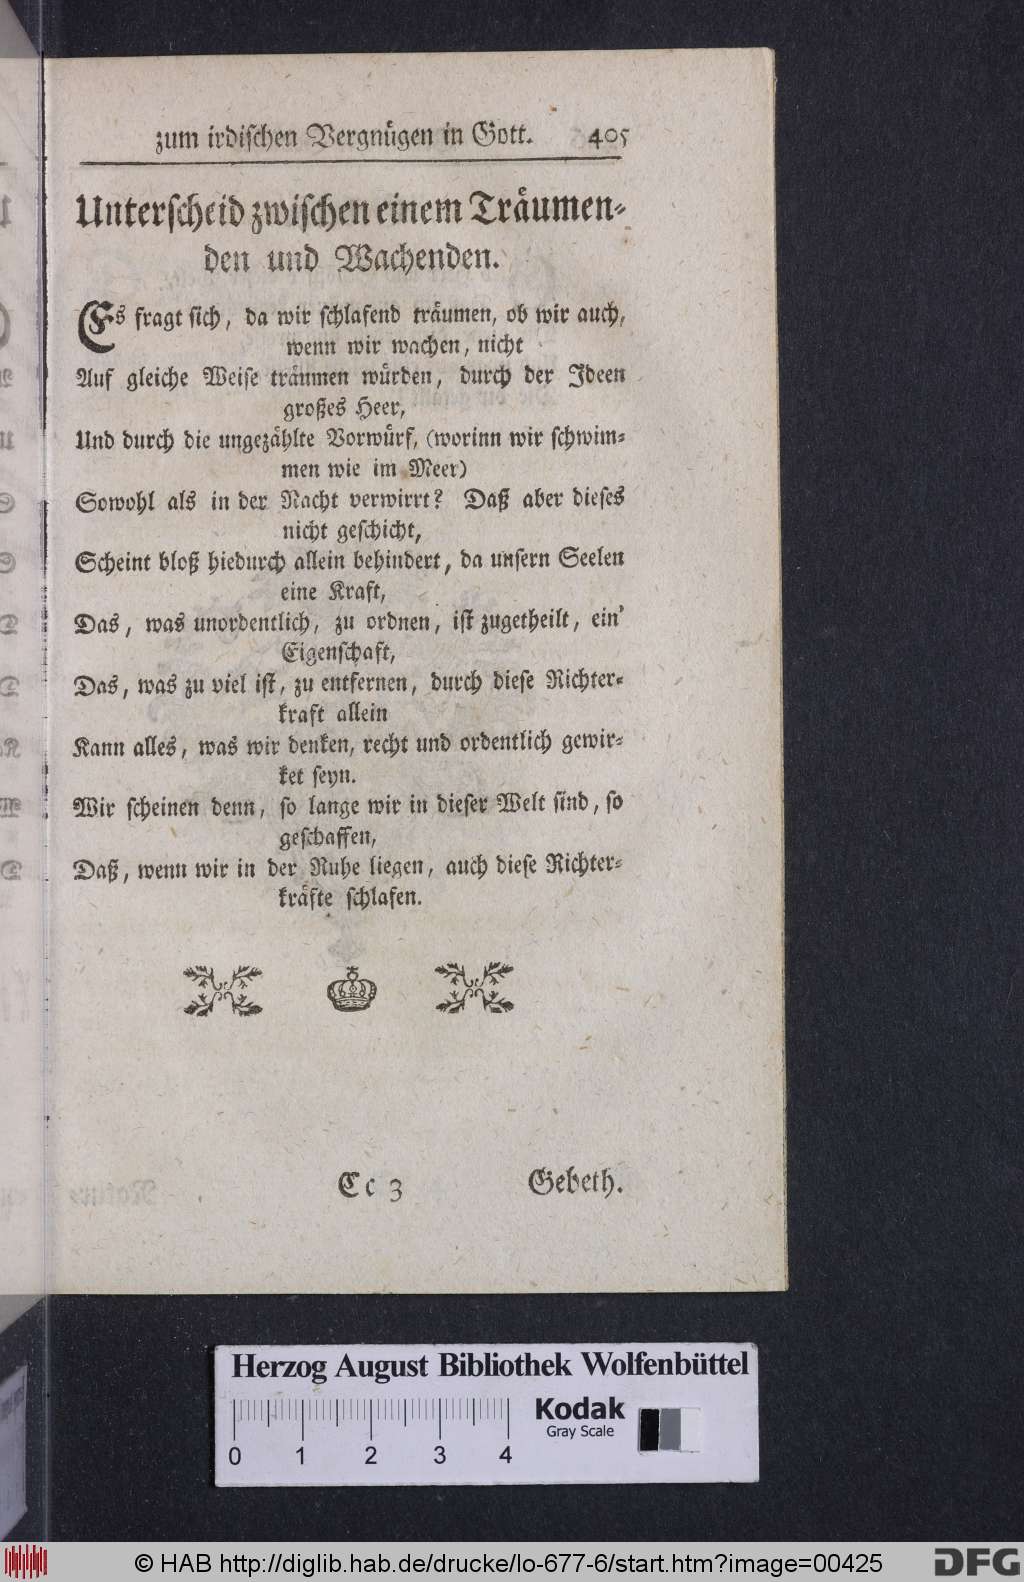 zum irdischen Vergnügen in Gott. 405
Unterscheid zwischen einem Träumen-
den und Wachenden.
Es fragt sich, da wir schlafend träumen, ob wir auch,
wenn wir wachen, nicht
Auf gleiche Weise träumen würden, durch der Ideen
großes Heer,
Und durch die ungezählte Vorwürf, (worinn wir schwim-
men wie im Meer)
Sowohl als in der Nacht verwirrt? Daß aber dieses
nicht geschicht,
Scheint bloß hiedurch allein behindert, da unsern Seelen
eine Kraft,
Das, was unordentlich, zu ordnen, ist zugetheilt, ein'
Eigenschaft,
Das, was zu viel ist, zu entfernen, durch diese Richter-
kraft allein
Kann alles, was wir denken, recht und ordentlich gewir-
ket seyn.
Wir scheinen denn, so lange wir in dieser Welt sind, so
geschaffen,
Daß, wenn wir in der Ruhe liegen, auch diese Richter-
kräfte schlafen.
Cc 3 Gebeth.
Herzog August Bibliothek Wolfenbüttel
Kodak
Gray Scale
0 1 2 3 4
© HAB http://diglib.hab.de/drucke/lo-677-6/start.htm?image=00425
DFG